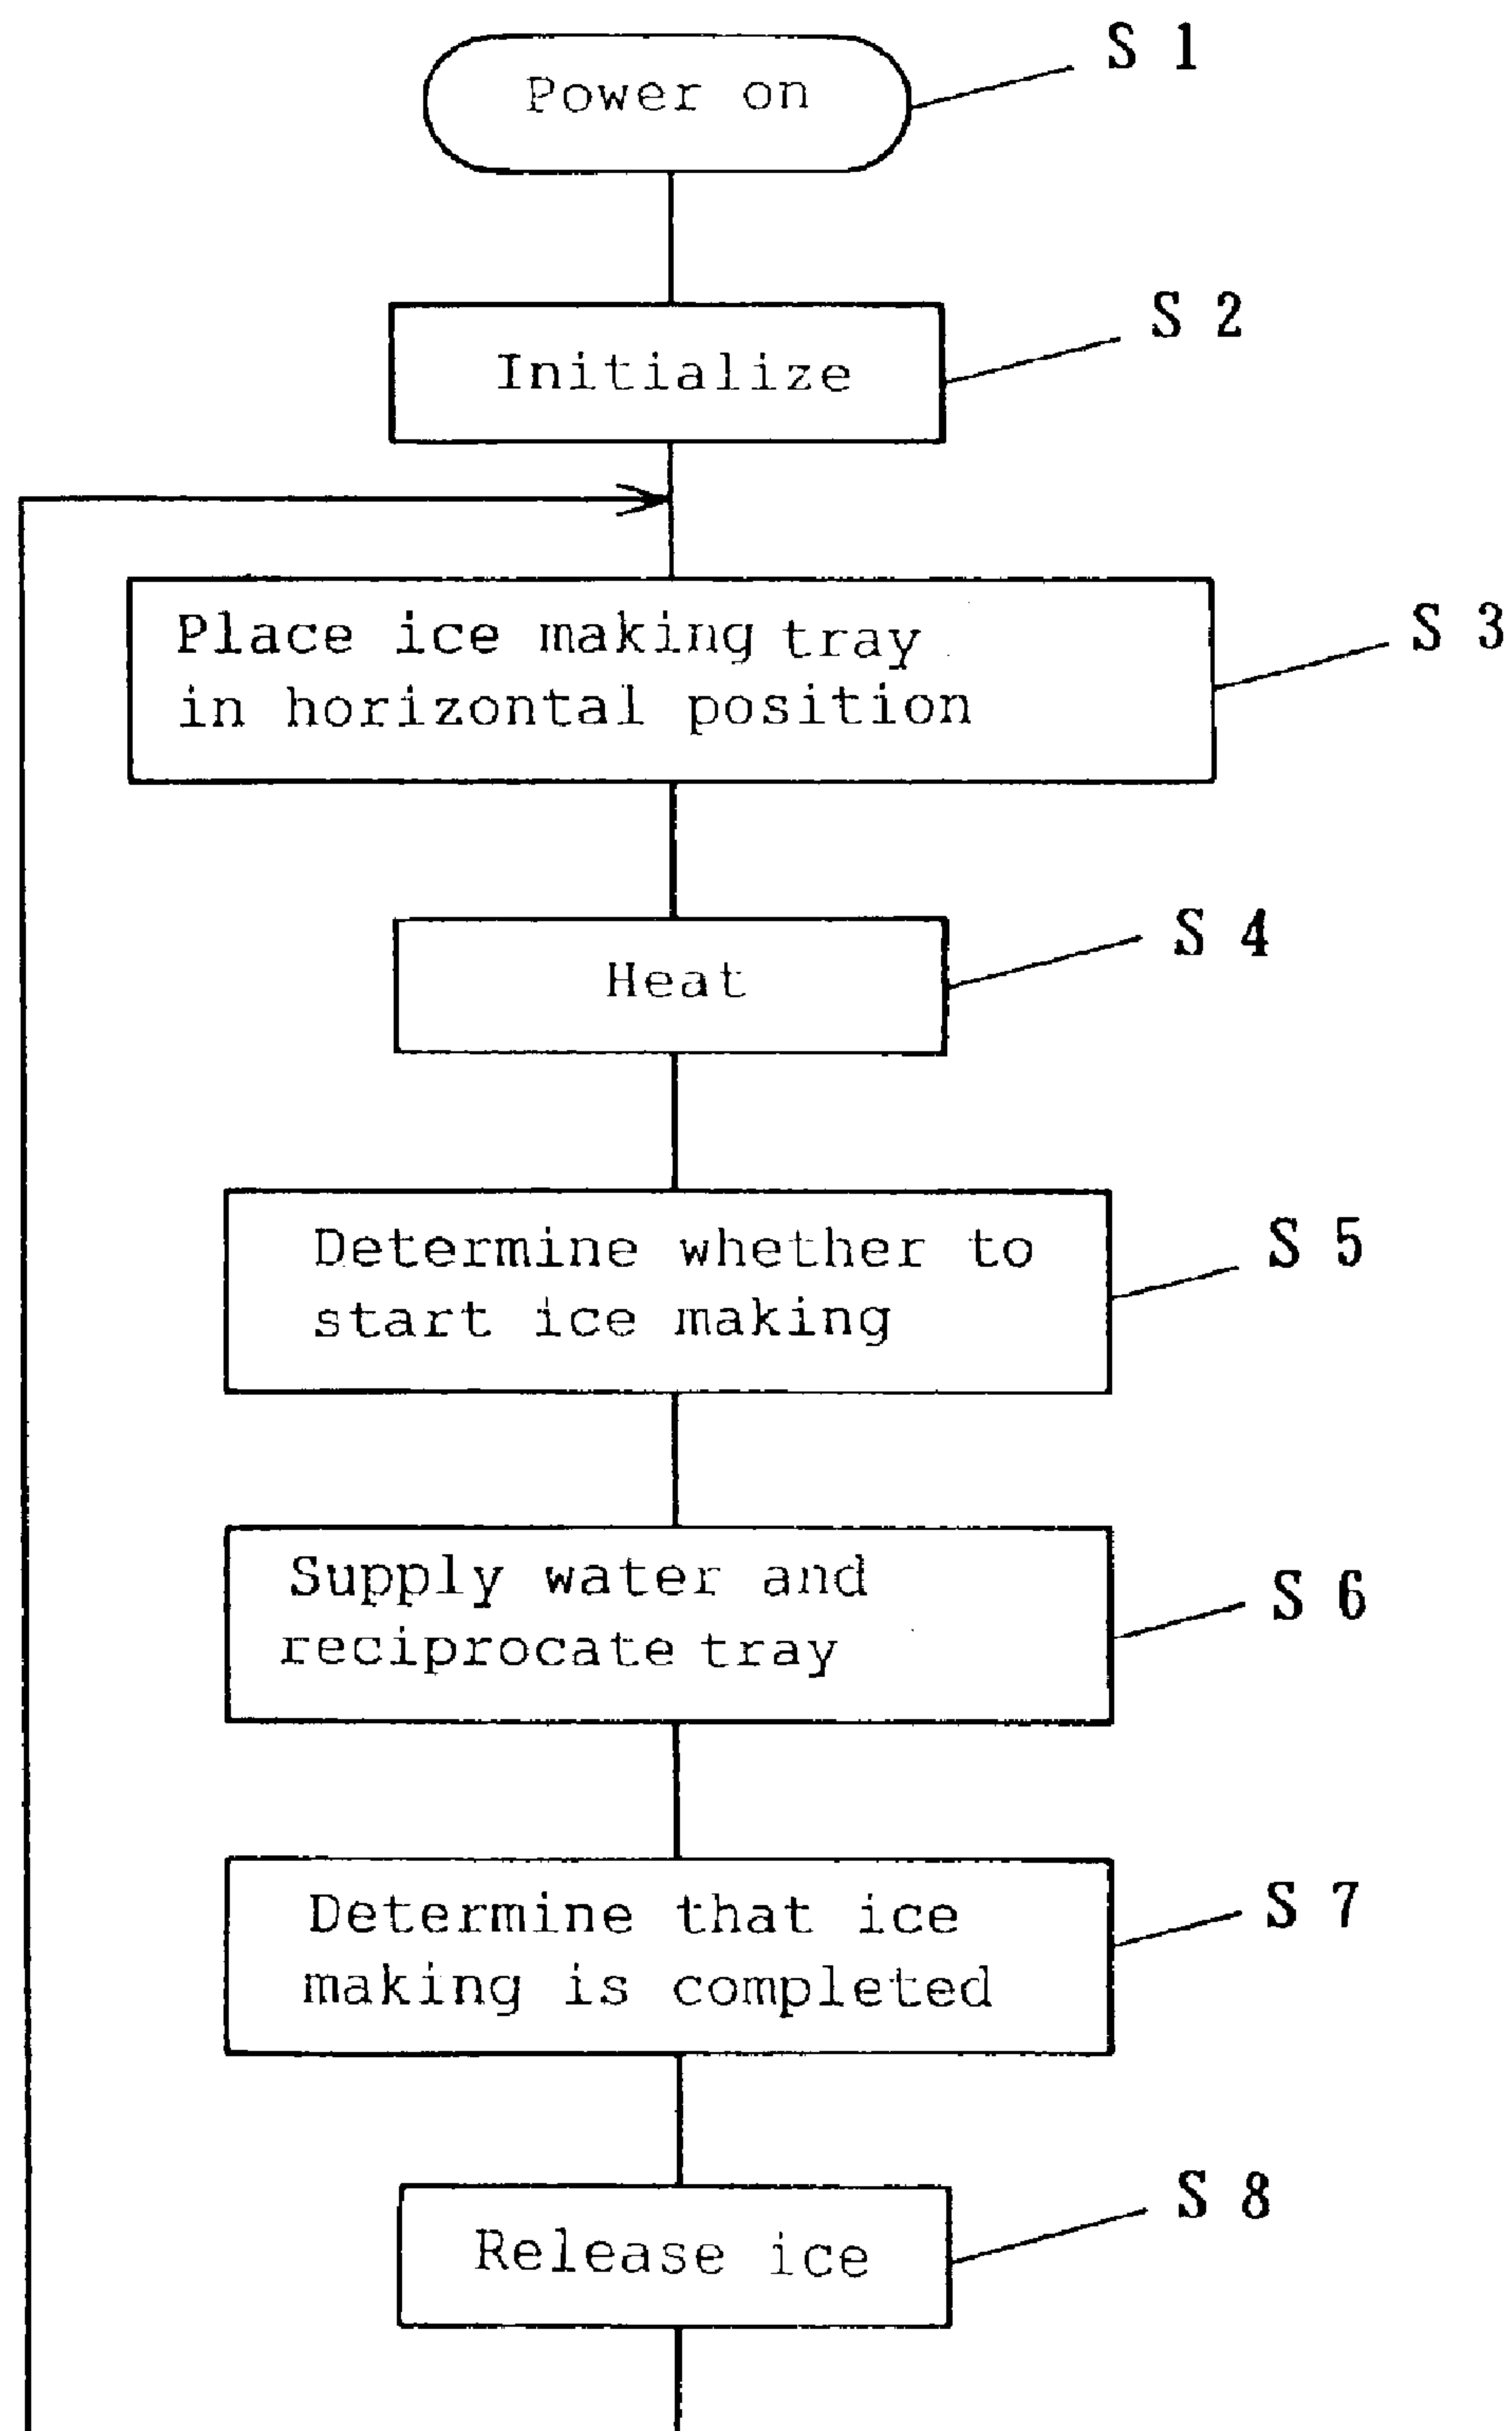 Power on
S 1
Initialize
S 2
Place ice making tray
in horizontal position
S 3
Heat
S 4
Determine whether to
start ice making
S 5
Supply water and
reciprocate tray
S 6
Determine that ice
making is completed
S 7
Release ice
S 8